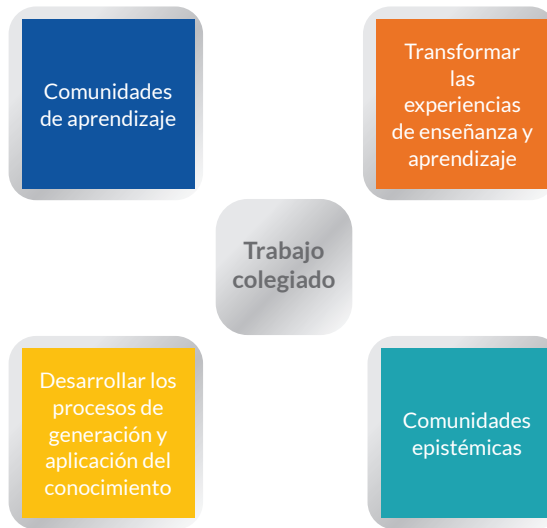 Comunidades
de aprendizaje
Transformar
las
experiencias
de enseñanza y
aprendizaje
Trabajo
colegiado
Desarrollar los
procesos de
generación y
aplicación del
conocimiento
Comunidades
epistémicas